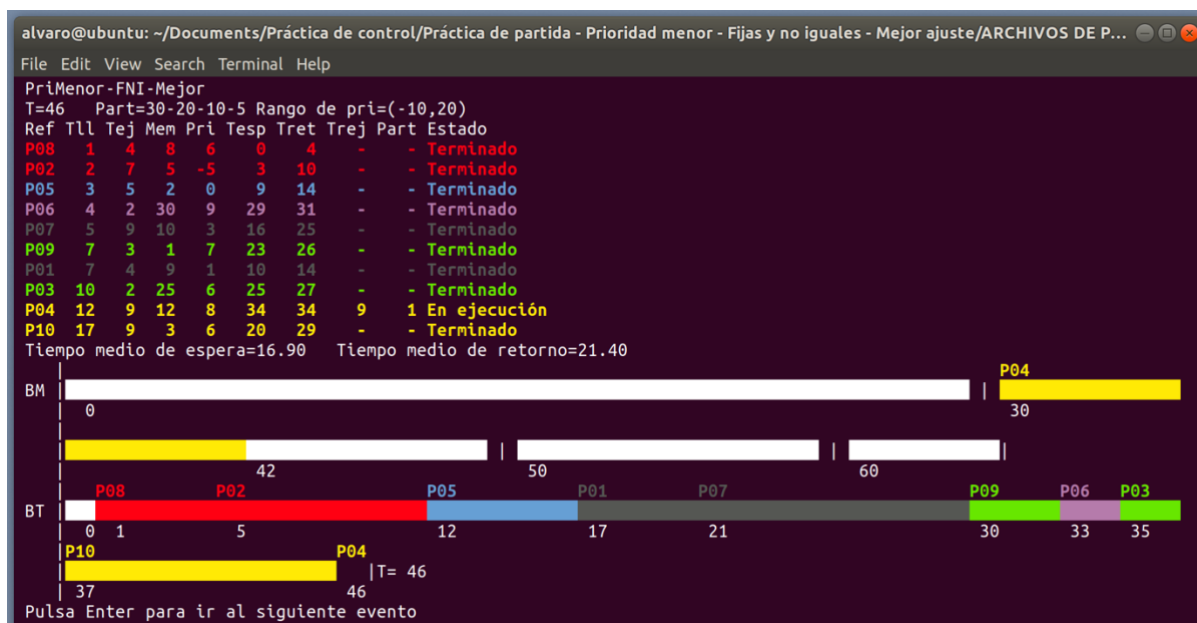 alvaro@ubuntu: ~/Documents/Práctica de control/Práctica de partida - Prioridad menor - Fijas y no iguales - Mejor ajuste/ARCHIVOS DE P...
File Edit View Search Terminal Help
PriMenor-FNI-Mejor
T=46 Part=30-20-10-5 Rango de pri=(-10,20)
Ref Tll Tej Mem Pri Tesp Tret Trej Part Estado
P08 1 4 8 6 0 4 - - Terminado
P02 2 7 5 -5 3 10 - - Terminado
P05 3 5 2 0 9 14 - - Terminado
P06 4 2 30 9 29 31 - - Terminado
P07 5 9 10 3 16 25 - - Terminado
P09 7 3 1 7 23 26 - - Terminado
P01 7 4 9 1 10 14 - - Terminado
P03 10 2 25 6 25 27 - - Terminado
P04 12 9 12 8 34 34 9 1 En ejecución
P10 17 9 3 6 20 29 - - Terminado
Tiempo medio de espera=16.90 Tiempo medio de retorno=21.40
| P04
BM | |
| 0 30
|
| | | |
| 42 50 60
| P08 P02 P05 P01 P07 P09 P06 P03
BT |
| 0 1 5 12 17 21 30 33 35
|P10 P04
| |T= 46
| 37 46
Pulsa Enter para ir al siguiente evento